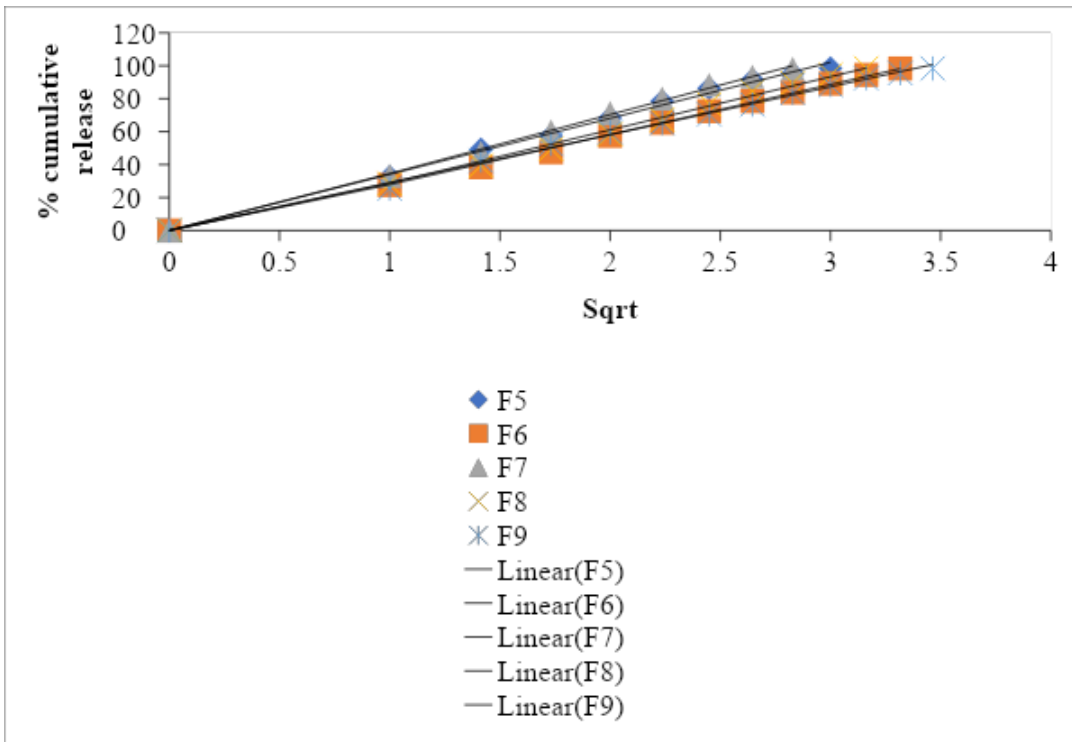 120
100
80
60
40
20
0
% cumulative
release
0 0.5 1 1.5 2 2.5 3 3.5 4
Sqrt
F5
F6
F7
F8
F9
Linear(F5)
Linear(F6)
Linear(F7)
Linear(F8)
Linear(F9)